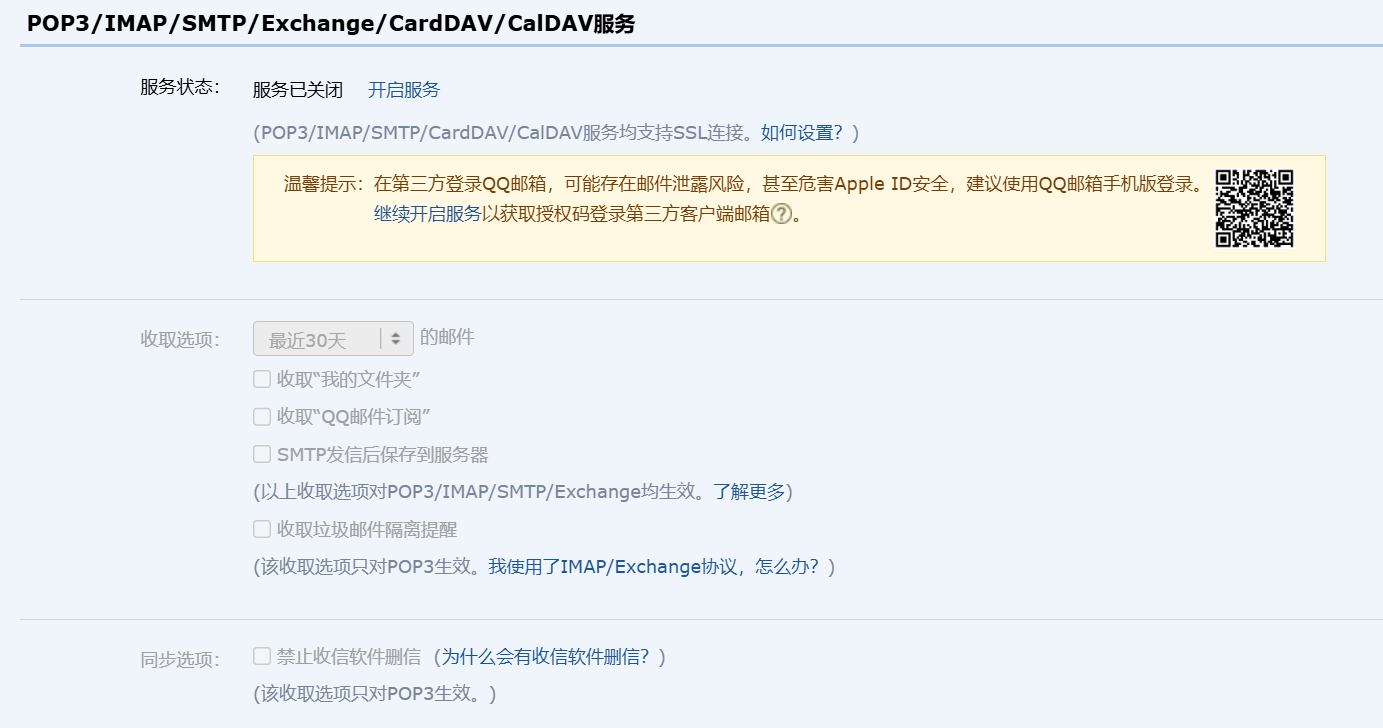 POP3/IMAP/SMTP/Exchange/CardDAV/CalDAV服务
服务状态： 服务已关闭 开启服务
(POP3/IMAP/SMTP/CardDAV/CalDAV服务均支持SSL连接。如何设置？)
温馨提示：在第三方登录QQ邮箱，可能存在邮件泄露风险，甚至危害Apple ID安全，建议使用QQ邮箱手机版登录。
继续开启服务以获取授权码登录第三方客户端邮箱?。
收取选项： 最近30天 的邮件
收取“我的文件夹”
收取“QQ邮件订阅”
SMTP发信后保存到服务器
(以上收取选项对POP3/IMAP/SMTP/Exchange均生效。了解更多)
收取垃圾邮件隔离提醒
(该收取选项只对POP3生效。我使用了IMAP/Exchange协议，怎么办？)
同步选项： 禁止收信软件删信 (为什么会有收信软件删信？)
(该收取选项只对POP3生效。)